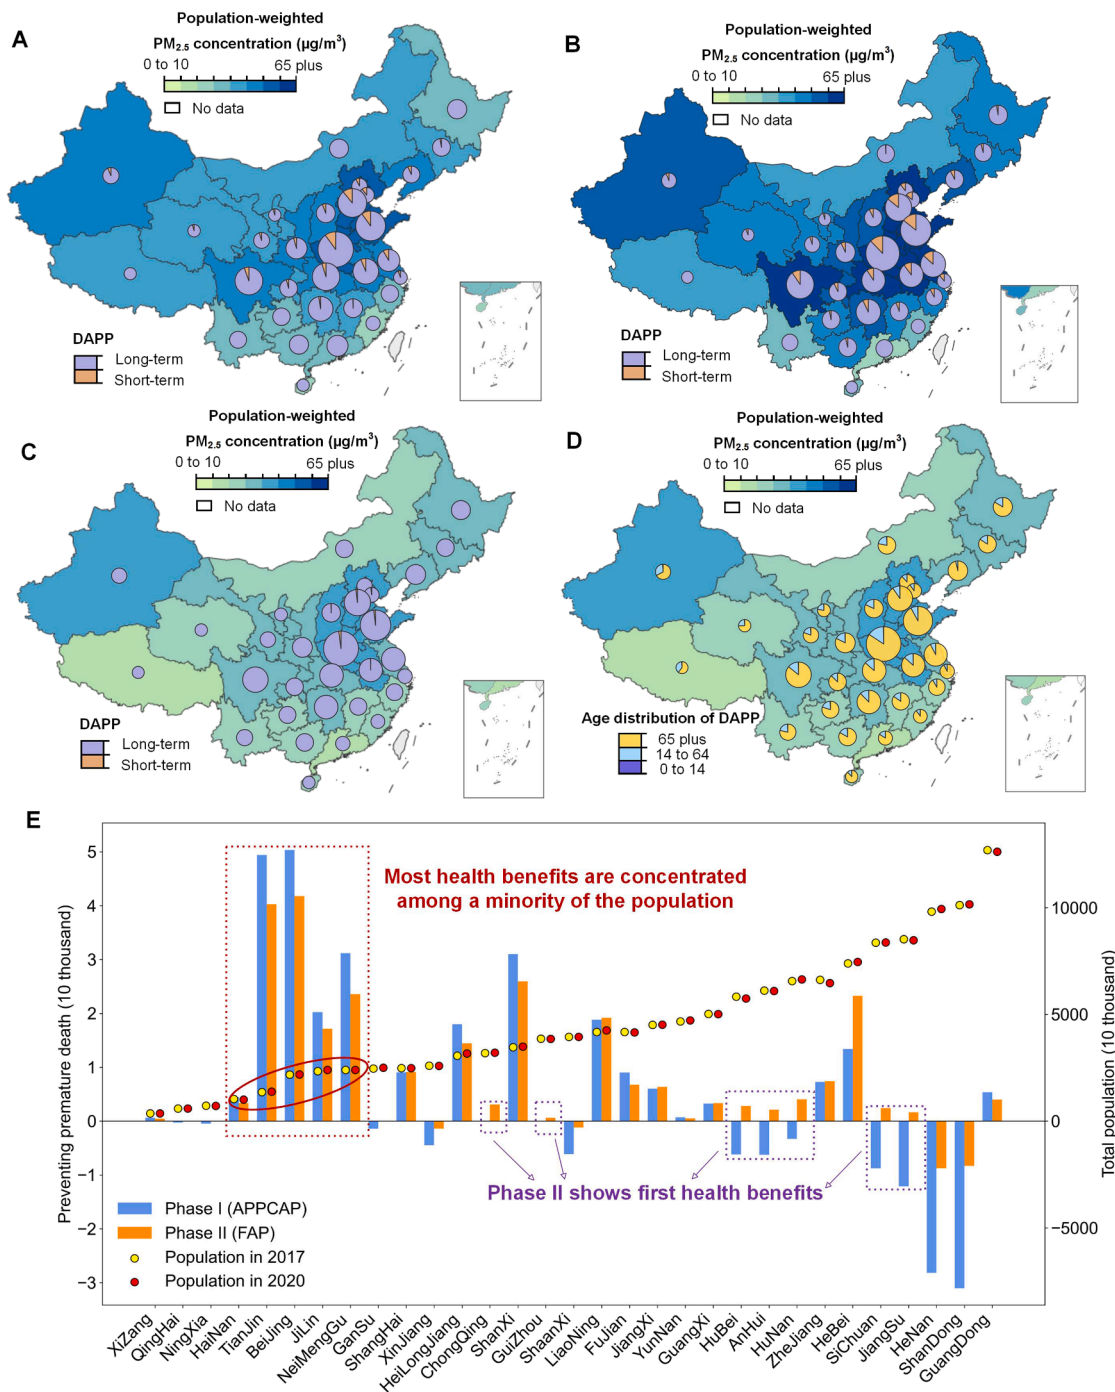 A
Population-weighted
PM2.5 concentration (µg/m3)
0 to 10
65 plus
No data
DAPP
Long-term
Short-term
B
Population-weighted
PM2.5 concentration (µg/m3)
0 to 10
65 plus
No data
DAPP
Long-term
Short-term
C
Population-weighted
PM2.5 concentration (µg/m3)
0 to 10
65 plus
No data
DAPP
Long-term
Short-term
D
Population-weighted
PM2.5 concentration (µg/m3)
0 to 10
65 plus
No data
Age distribution of DAPP
65 plus
14 to 64
0 to 14
E
Preventing premature death (10 thousand)
5
4
3
2
1
0
−1
−2
−3
Most health benefits are concentrated
among a minority of the population
Phase II shows first health benefits
Phase I (APPCAP)
Phase II (FAP)
Population in 2017
Population in 2020
10000
5000
0
−5000
Total population (10 thousand)
XiZang
QingHai
NingXia
HaiNan
TianJin
BeiJing
JiLin
NeiMengGu
GanSu
ShangHai
XinJiang
HeiLongJiang
ChongQing
ShanXi
GuiZhou
ShaanXi
LiaoNing
FuJian
JiangXi
YunNan
GuangXi
HuBei
AnHui
HuNan
ZheJiang
HeBei
SiChuan
JiangSu
HeNan
ShanDong
GuangDong